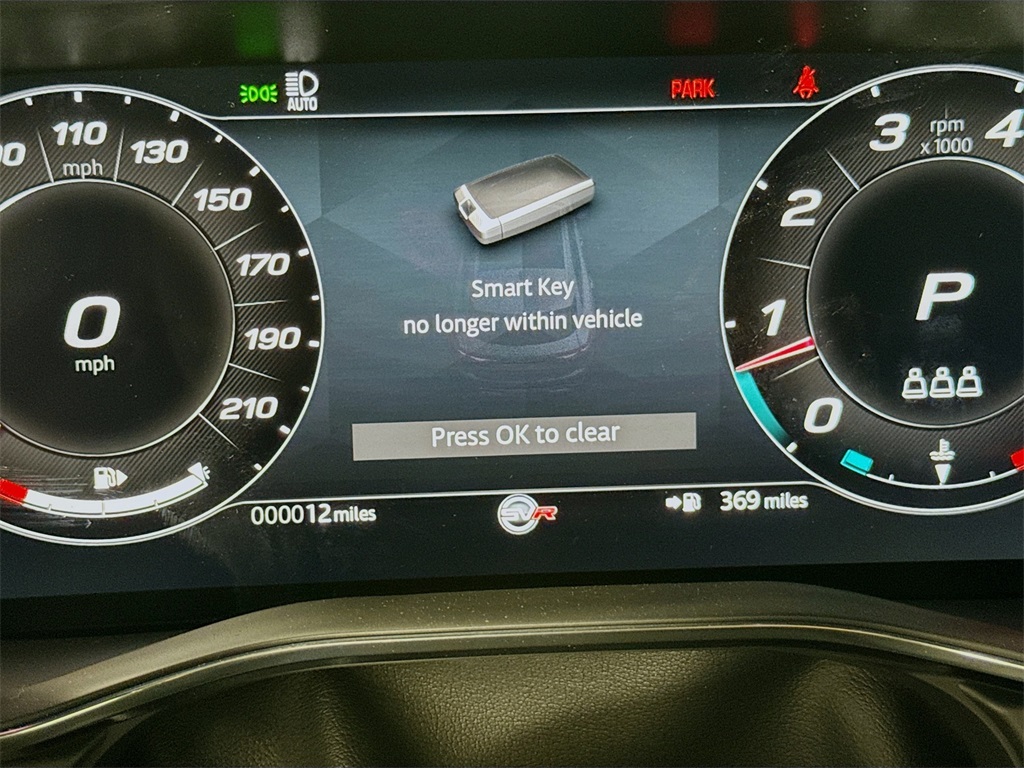 AUTO
PARK
110
mph
130
150
170
190
210
0
mph
Smart Key
no longer within vehicle
Press OK to clear
000012 miles
SVR
369 miles
rpm
x 1000
0
1
2
3
4
P